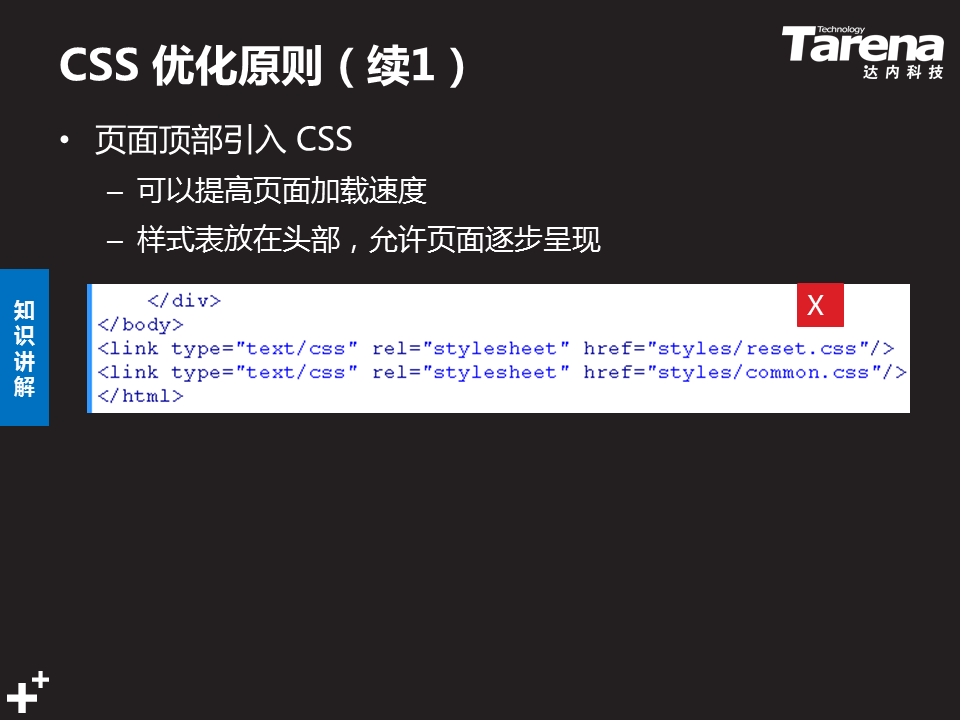 CSS 优化原则（续1）
Technology
Tarena
达内科技
• 页面顶部引入 CSS
– 可以提高页面加载速度
– 样式表放在头部，允许页面逐步呈现
知识讲解
X
</div>
</body>
<link type="text/css" rel="stylesheet" href="styles/reset.css"/>
<link type="text/css" rel="stylesheet" href="styles/common.css"/>
</html>